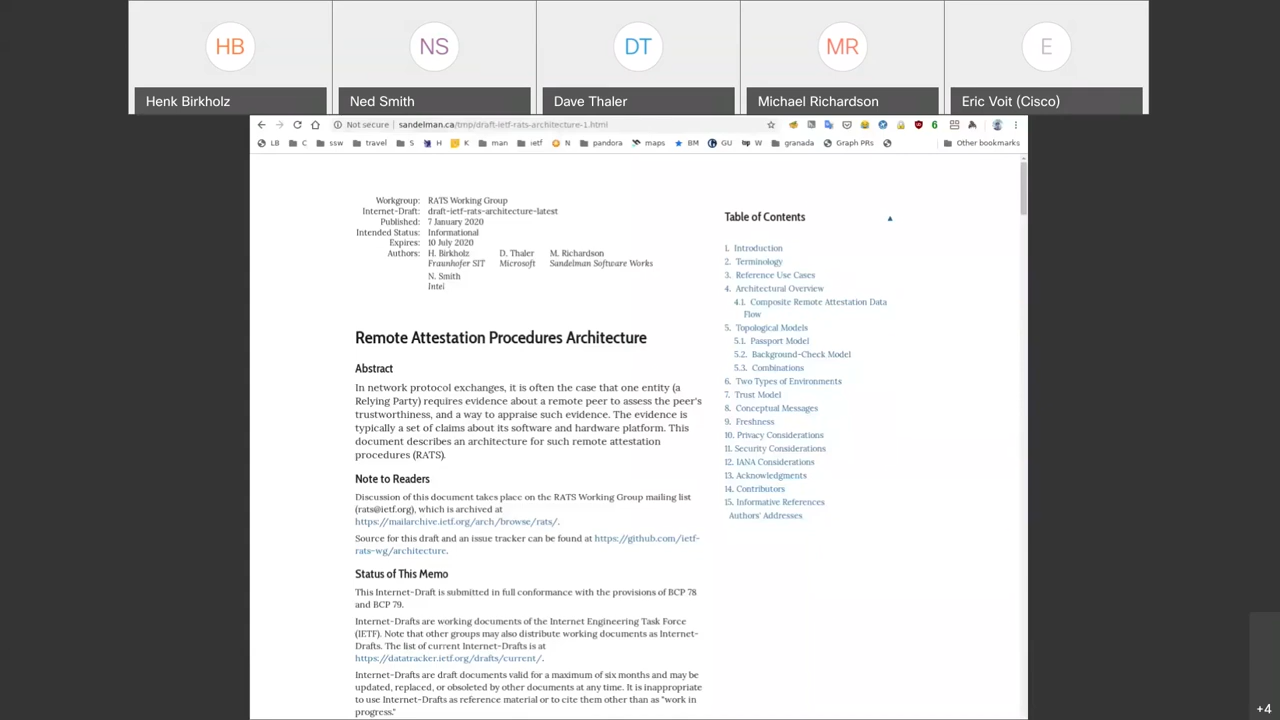 HB
NS
DT
MR
E
Henk Birkholz
Ned Smith
Dave Thaler
Michael Richardson
Eric Voit (Cisco)
Not secure | sandelman.ca/tmp/draft-ietf-rats-architecture-1.html
6
LB C ssw travel S H K man ietf N pandora maps BM GU W granada Graph PRs Other bookmarks
Workgroup: RATS Working Group
Internet-Draft: draft-ietf-rats-architecture-latest
Published: 7 January 2020
Intended Status: Informational
Expires: 10 July 2020
Authors: H. Birkholz D. Thaler M. Richardson
Fraunhofer SIT Microsoft Sandelman Software Works
N. Smith
Intel
Remote Attestation Procedures Architecture
Abstract
In network protocol exchanges, it is often the case that one entity (a
Relying Party) requires evidence about a remote peer to assess the peer's
trustworthiness, and a way to appraise such evidence. The evidence is
typically a set of claims about its software and hardware platform. This
document describes an architecture for such remote attestation
procedures (RATS).
Note to Readers
Discussion of this document takes place on the RATS Working Group mailing list
(rats@ietf.org), which is archived at
https://mailarchive.ietf.org/arch/browse/rats/.
Source for this draft and an issue tracker can be found at https://github.com/ietf-
rats-wg/architecture.
Status of This Memo
This Internet-Draft is submitted in full conformance with the provisions of BCP 78
and BCP 79.
Internet-Drafts are working documents of the Internet Engineering Task Force
(IETF). Note that other groups may also distribute working documents as Internet-
Drafts. The list of current Internet-Drafts is at
https://datatracker.ietf.org/drafts/current/.
Internet-Drafts are draft documents valid for a maximum of six months and may be
updated, replaced, or obsoleted by other documents at any time. It is inappropriate
to use Internet-Drafts as reference material or to cite them other than as "work in
progress."
Table of Contents
1. Introduction
2. Terminology
3. Reference Use Cases
4. Architectural Overview
4.1. Composite Remote Attestation Data
Flow
5. Topological Models
5.1. Passport Model
5.2. Background-Check Model
5.3. Combinations
6. Two Types of Environments
7. Trust Model
8. Conceptual Messages
9. Freshness
10. Privacy Considerations
11. Security Considerations
12. IANA Considerations
13. Acknowledgments
14. Contributors
15. Informative References
Authors' Addresses
+4